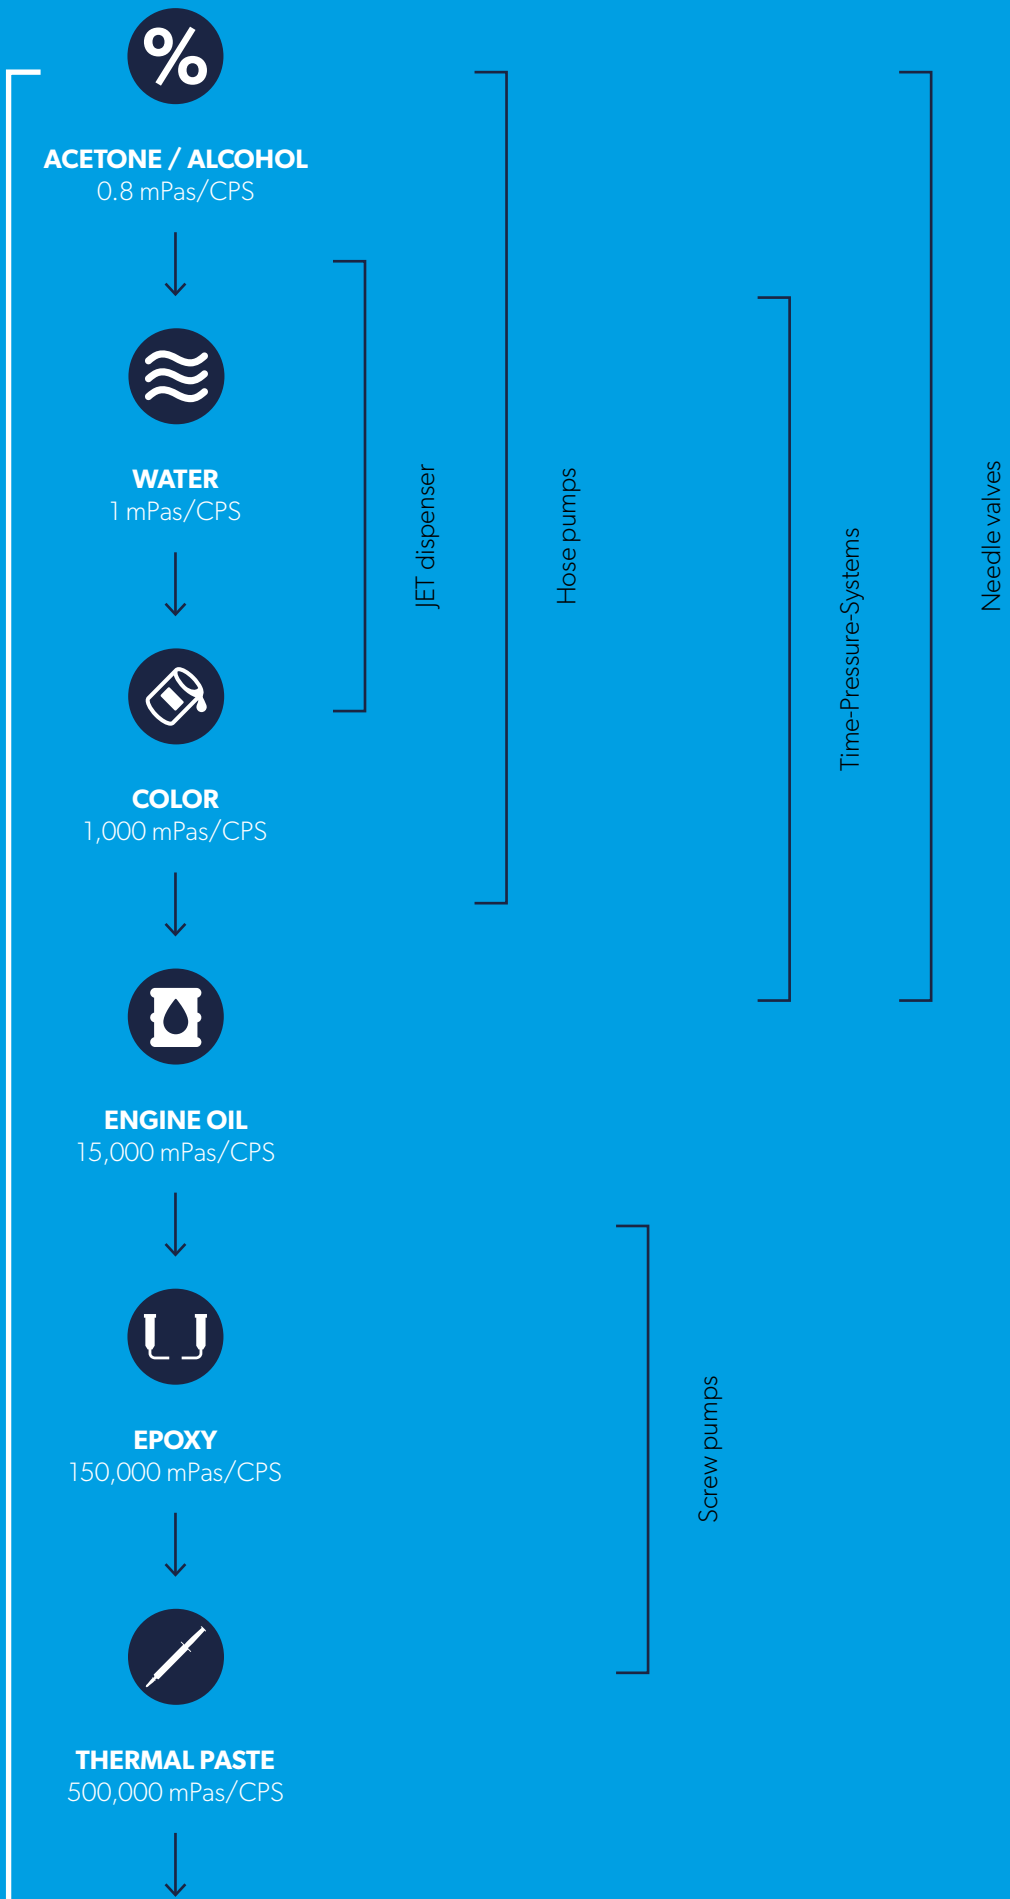 %
ACETONE / ALCOHOL
0.8 mPas/CPS
WATER
1 mPas/CPS
COLOR
1,000 mPas/CPS
ENGINE OIL
15,000 mPas/CPS
EPOXY
150,000 mPas/CPS
THERMAL PASTE
500,000 mPas/CPS
JET dispenser
Hose pumps
Screw pumps
Time-Pressure-Systems
Needle valves